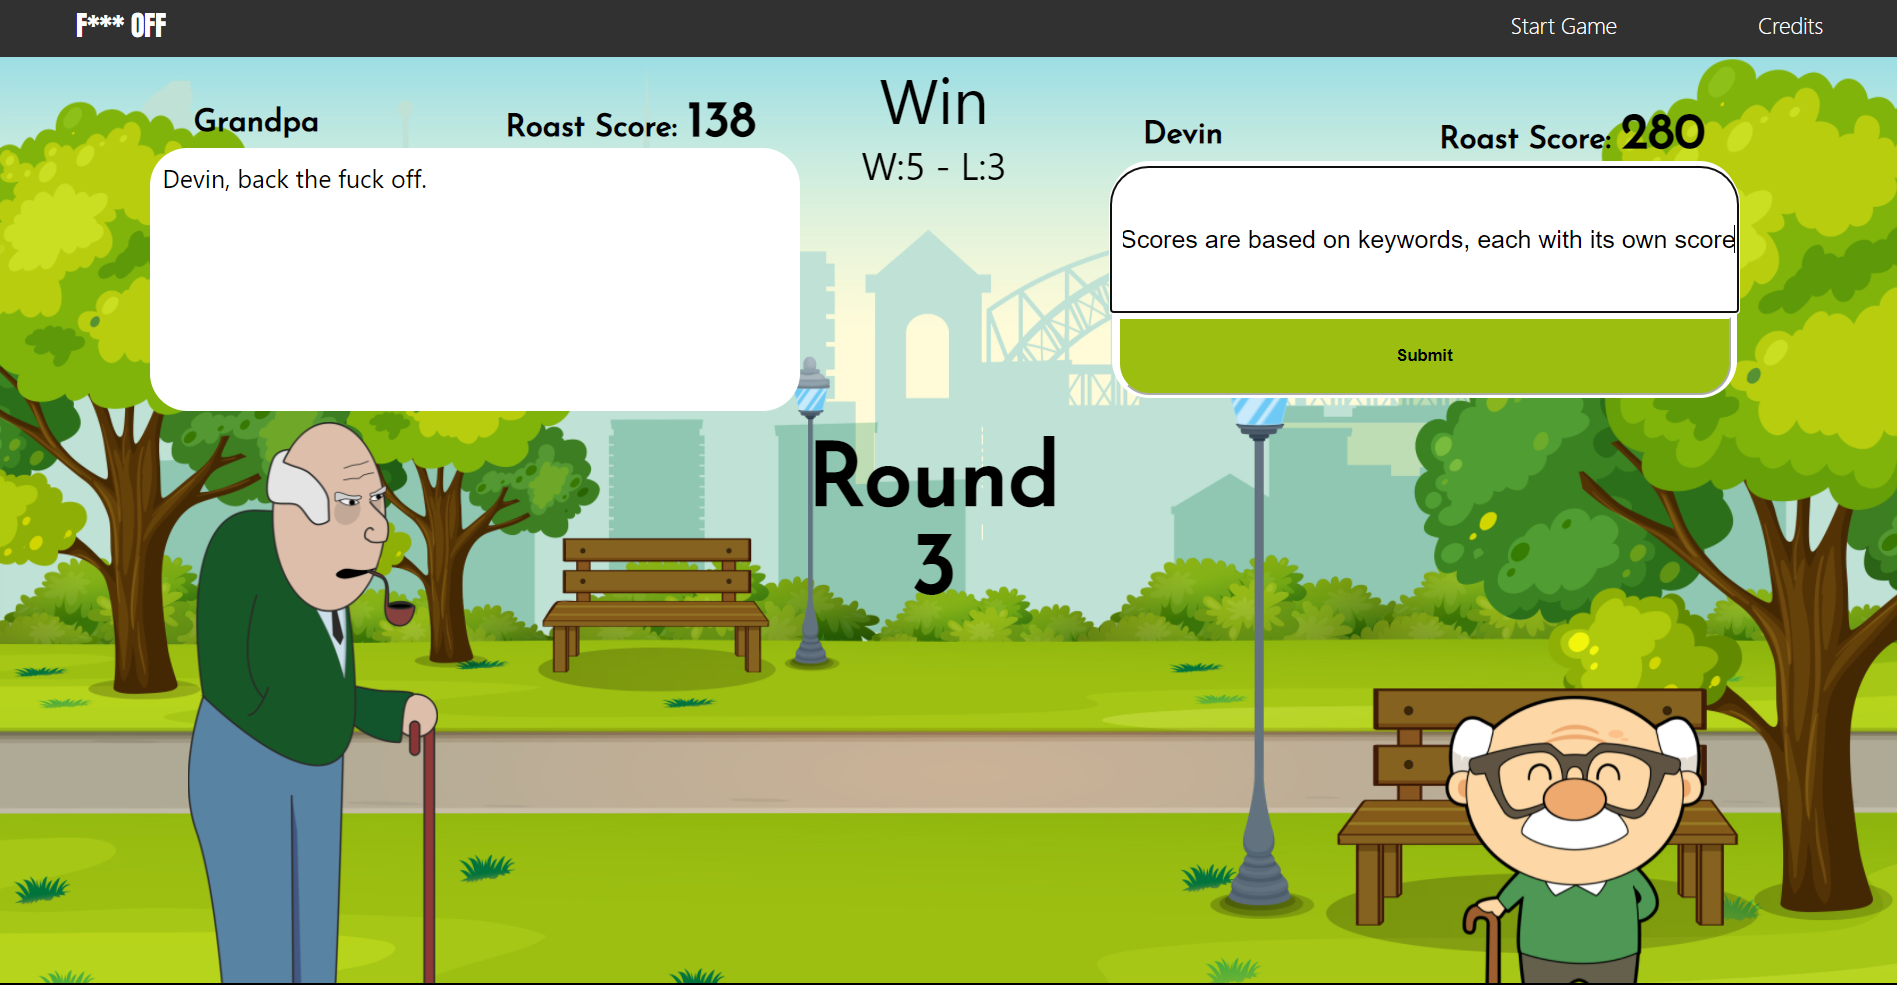 F*** OFF
Start Game
Credits
Grandpa
Roast Score: 138
Devin, back the fuck off.
Win
W:5 - L:3
Devin
Roast Score: 280
Scores are based on keywords, each with its own score
Submit
Round
3